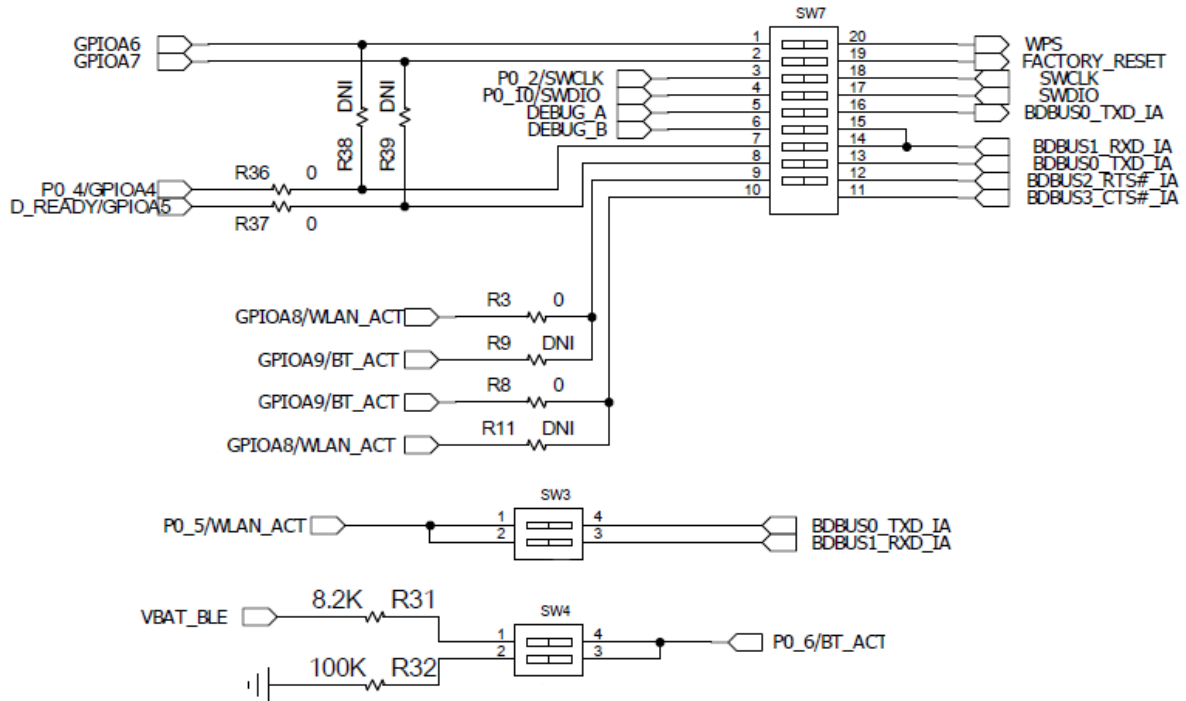 SW7
GPIOA6 1 20 WPS
GPIOA7 2 19 FACTORY_RESET
P0_2/SWCLK 3 18 SWCLK
P0_10/SWDIO 4 17 SWDIO
DEBUG_A 5 16 BDBUS0_TXD_IA
DEBUG_B 6 15
7 14 BDBUS1_RXD_IA
8 13 BDBUS0_TXD_IA
9 12 BDBUS2_RTS#_IA
10 11 BDBUS3_CTS#_IA
R38 DNI
R39 DNI
R36 0
P0_4/GPIOA4
D_READY/GPIOA5
R37 0
R3 0
GPIOA8/WLAN_ACT
R9 DNI
GPIOA9/BT_ACT
R8 0
GPIOA9/BT_ACT
R11 DNI
GPIOA8/WLAN_ACT
SW3
P0_5/WLAN_ACT 1 4 BDBUS0_TXD_IA
2 3 BDBUS1_RXD_IA
8.2K R31
SW4
VBAT_BLE
1 4 P0_6/BT_ACT
2 3
100K R32